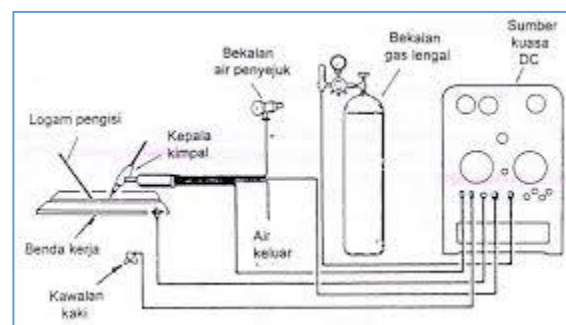 Sumber
kuasa
DC
Bekalan
gas lengai
Bekalan
air penyejuk
Logam pengisi
Kepala
kimpal
Benda kerja
Air
keluar
Kawalan
kaki